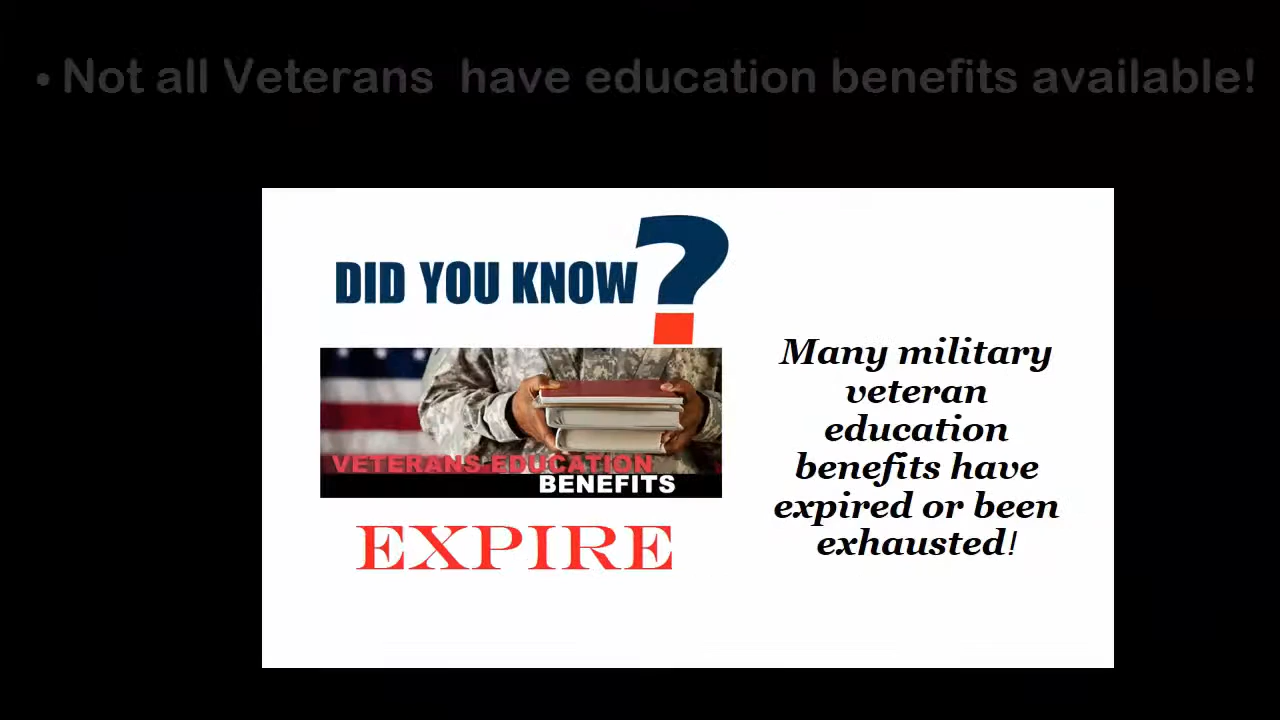 • Not all Veterans have education benefits available!
DID YOU KNOW?
VETERANS EDUCATION
BENEFITS
EXPIRE
Many military
veteran
education
benefits have
expired or been
exhausted!